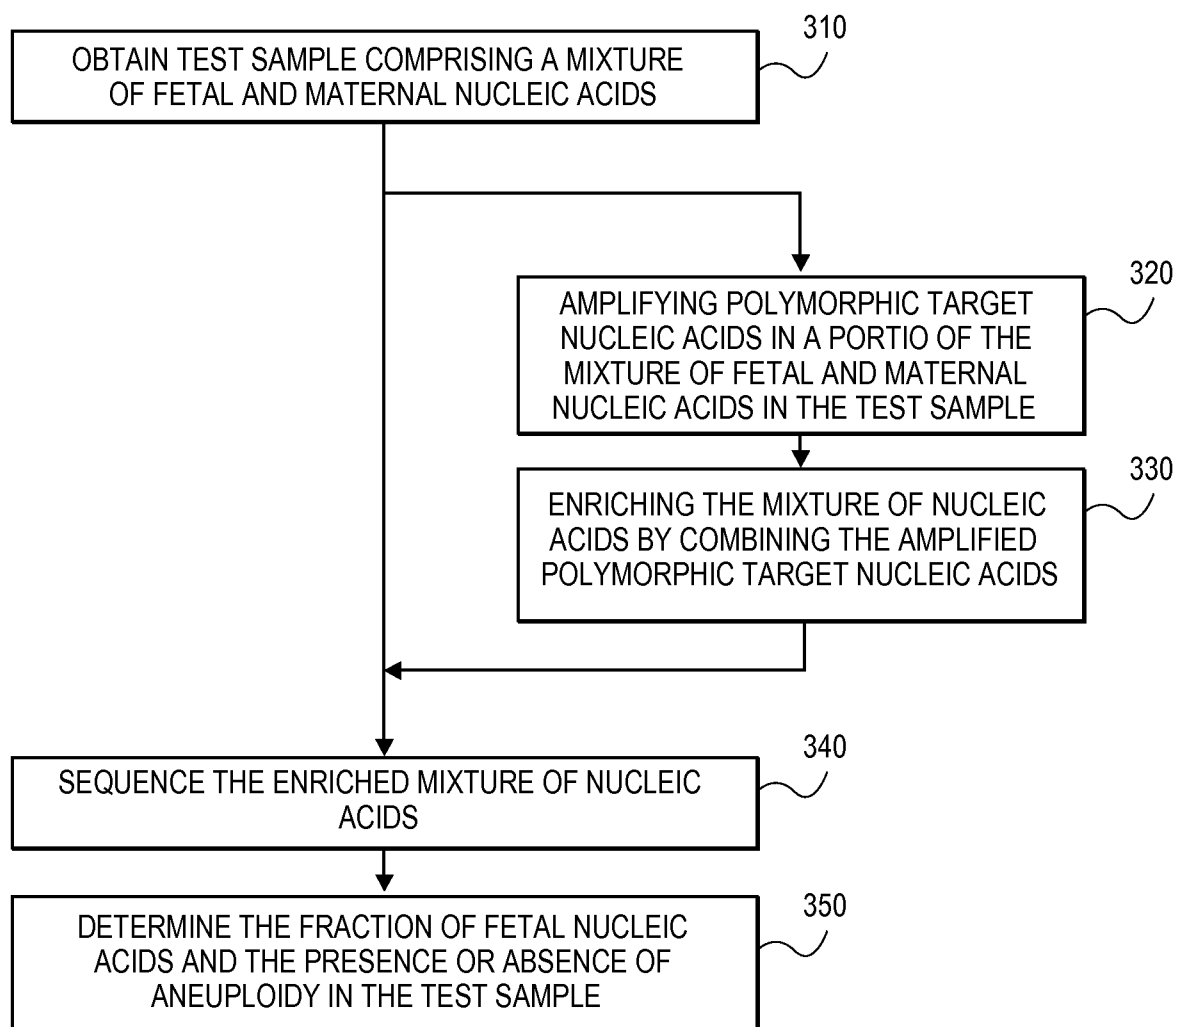 310
OBTAIN TEST SAMPLE COMPRISING A MIXTURE
OF FETAL AND MATERNAL NUCLEIC ACIDS
320
AMPLIFYING POLYMORPHIC TARGET
NUCLEIC ACIDS IN A PORTIO OF THE
MIXTURE OF FETAL AND MATERNAL
NUCLEIC ACIDS IN THE TEST SAMPLE
330
ENRICHING THE MIXTURE OF NUCLEIC
ACIDS BY COMBINING THE AMPLIFIED
POLYMORPHIC TARGET NUCLEIC ACIDS
340
SEQUENCE THE ENRICHED MIXTURE OF NUCLEIC
ACIDS
350
DETERMINE THE FRACTION OF FETAL NUCLEIC
ACIDS AND THE PRESENCE OR ABSENCE OF
ANEUPLOIDY IN THE TEST SAMPLE